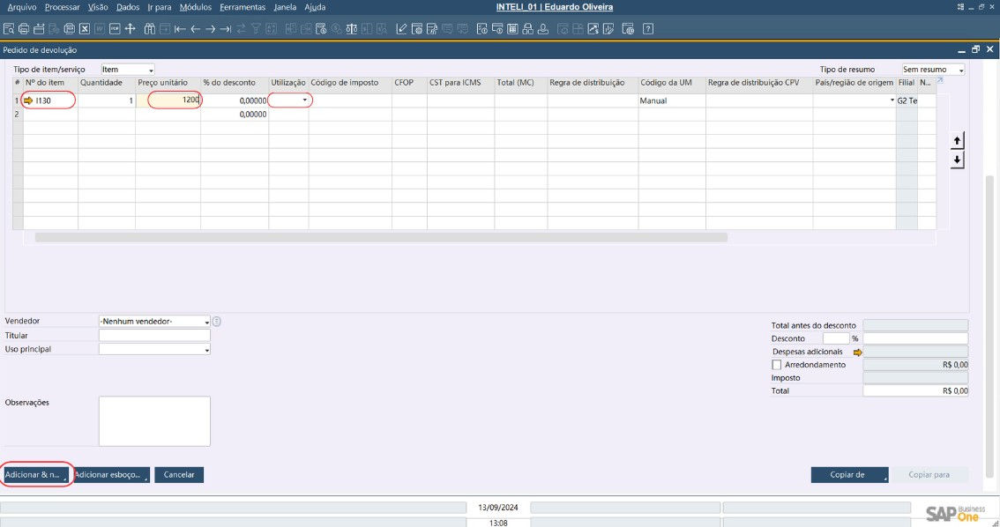 Arquivo Processar Visão Dados Ir para Módulos Ferramentas Janela Ajuda INTELI_01 | Eduardo Oliveira
Pedido de devolução
Tipo de item/serviço Item Tipo de resumo Sem resumo
# Nº do item Quantidade Preço unitário % do desconto Utilização Código de imposto CFOP CST para ICMS Total (MC) Regra de distribuição Código da UM Regra de distribuição CPV País/região de origem Filial N...
1 I130 1 1200 0,00000 Manual G2 Te
2 0,00000
Vendedor -Nenhum vendedor-
Titular
Uso principal
Total antes do desconto
Desconto %
Despesas adicionais
Arredondamento R$ 0,00
Imposto
Total R$ 0,00
Observações
Adicionar & n... Adicionar esboço... Cancelar Copiar de Copiar para
13/09/2024
13:08
SAP Business One